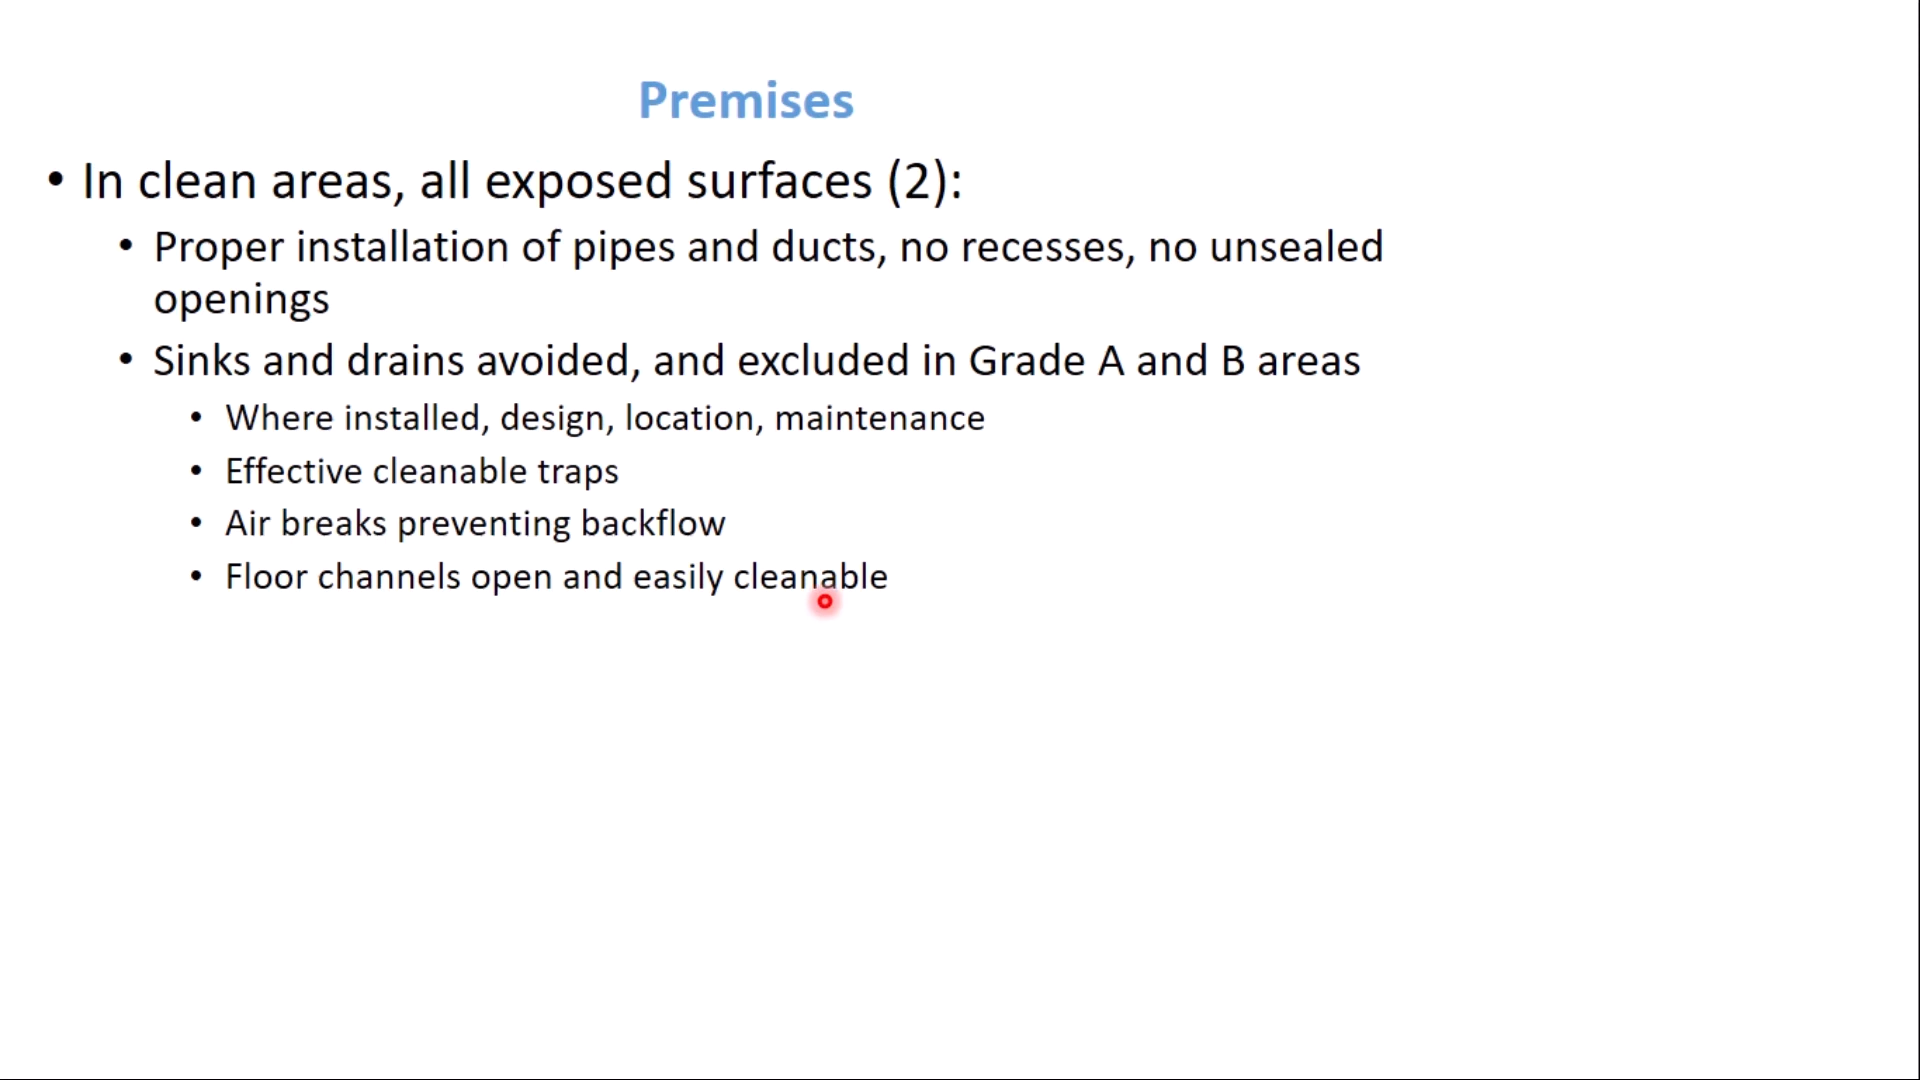 Premises
• In clean areas, all exposed surfaces (2):
• Proper installation of pipes and ducts, no recesses, no unsealed
openings
• Sinks and drains avoided, and excluded in Grade A and B areas
• Where installed, design, location, maintenance
• Effective cleanable traps
• Air breaks preventing backflow
• Floor channels open and easily cleanable